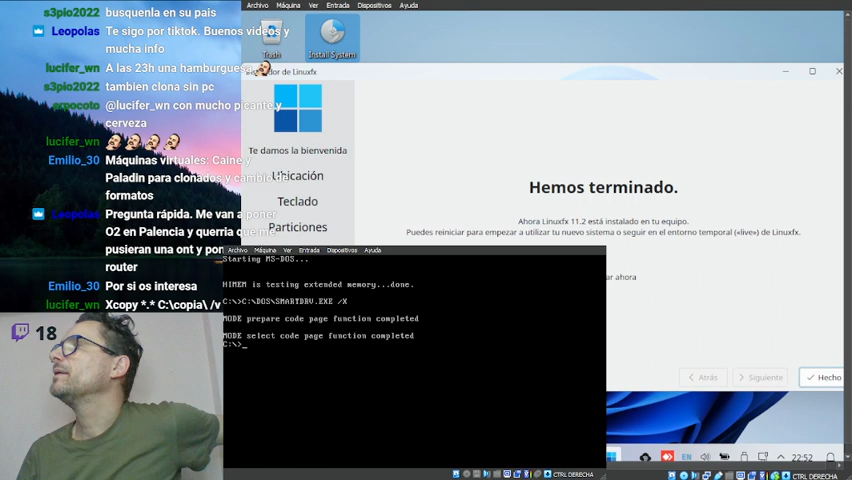 s3pio2022 busquenla en su pais
Leopolas Te sigo por tiktok. Buenos videos y
mucha info
lucifer_wn A las 23h una hamburguesa
s3pio2022 tambien clona sin pc
arpocoto @lucifer_wn con mucho picante y
cerveza
lucifer_wn
Emilio_30 Máquinas virtuales: Caine y
Paladin para clonados y cambio de
formatos
Leopolas Pregunta rápida. Me van a poner
O2 en Palencia y querria que me
pusieran una ont y
router
Emilio_30 Por si os interesa
lucifer_wn Xcopy *.* C:\copia\ /v
18
Archivo Máquina Ver Entrada Dispositivos Ayuda
Trash
Install System
de Linuxfx
Te damos la bienvenida
Ubicación
Teclado
Particiones
Hemos terminado.
Ahora Linuxfx 11.2 está instalado en tu equipo.
Puedes reiniciar para empezar a utilizar tu nuevo sistema o seguir en el entorno temporal («live») de Linuxfx.
ar ahora
Atrás
Siguiente
Hecho
EN
22:52
CTRL DERECHA
Archivo Máquina Ver Entrada Dispositivos Ayuda
Starting MS-DOS...
HIMEM is testing extended memory...done.
C:\>C:\DOS\SMARTDRV.EXE /X
MODE prepare code page function completed
MODE select code page function completed
C:\>_
CTRL DERECHA